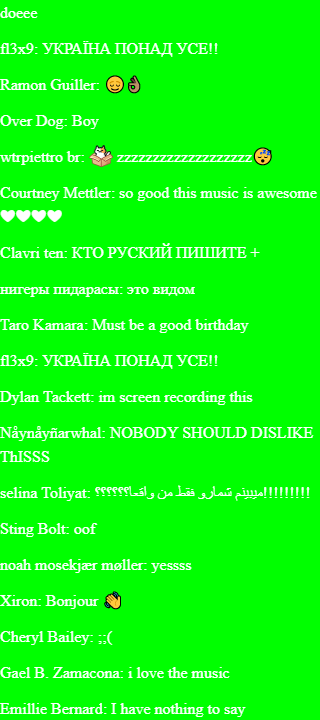 doeee
fl3x9: УКРАЇНА ПОНАД УСЕ!!
Ramon Guiller: 😌👌🏿
Over Dog: Boy
wtrpiettro br: zzzzzzzzzzzzzzzzzzz😴
Courtney Mettler: so good this music is awesome
🤍🤍🤍🤍
Clavri ten: КТО РУСКИЙ ПИШИТЕ +
нигеры пидарасы: это видом
Taro Kamara: Must be a good birthday
fl3x9: УКРАЇНА ПОНАД УСЕ!!
Dylan Tackett: im screen recording this
Nåynåyñarwhal: NOBODY SHOULD DISLIKE
ThISSS
selina Toliyat: میبینم شمارو فقط من واقعا؟؟؟؟؟؟!!!!!!!!!
Sting Bolt: oof
noah mosekjær møller: yessss
Xiron: Bonjour 👋
Cheryl Bailey: ;;(
Gael B. Zamacona: i love the music
Emillie Bernard: I have nothing to say